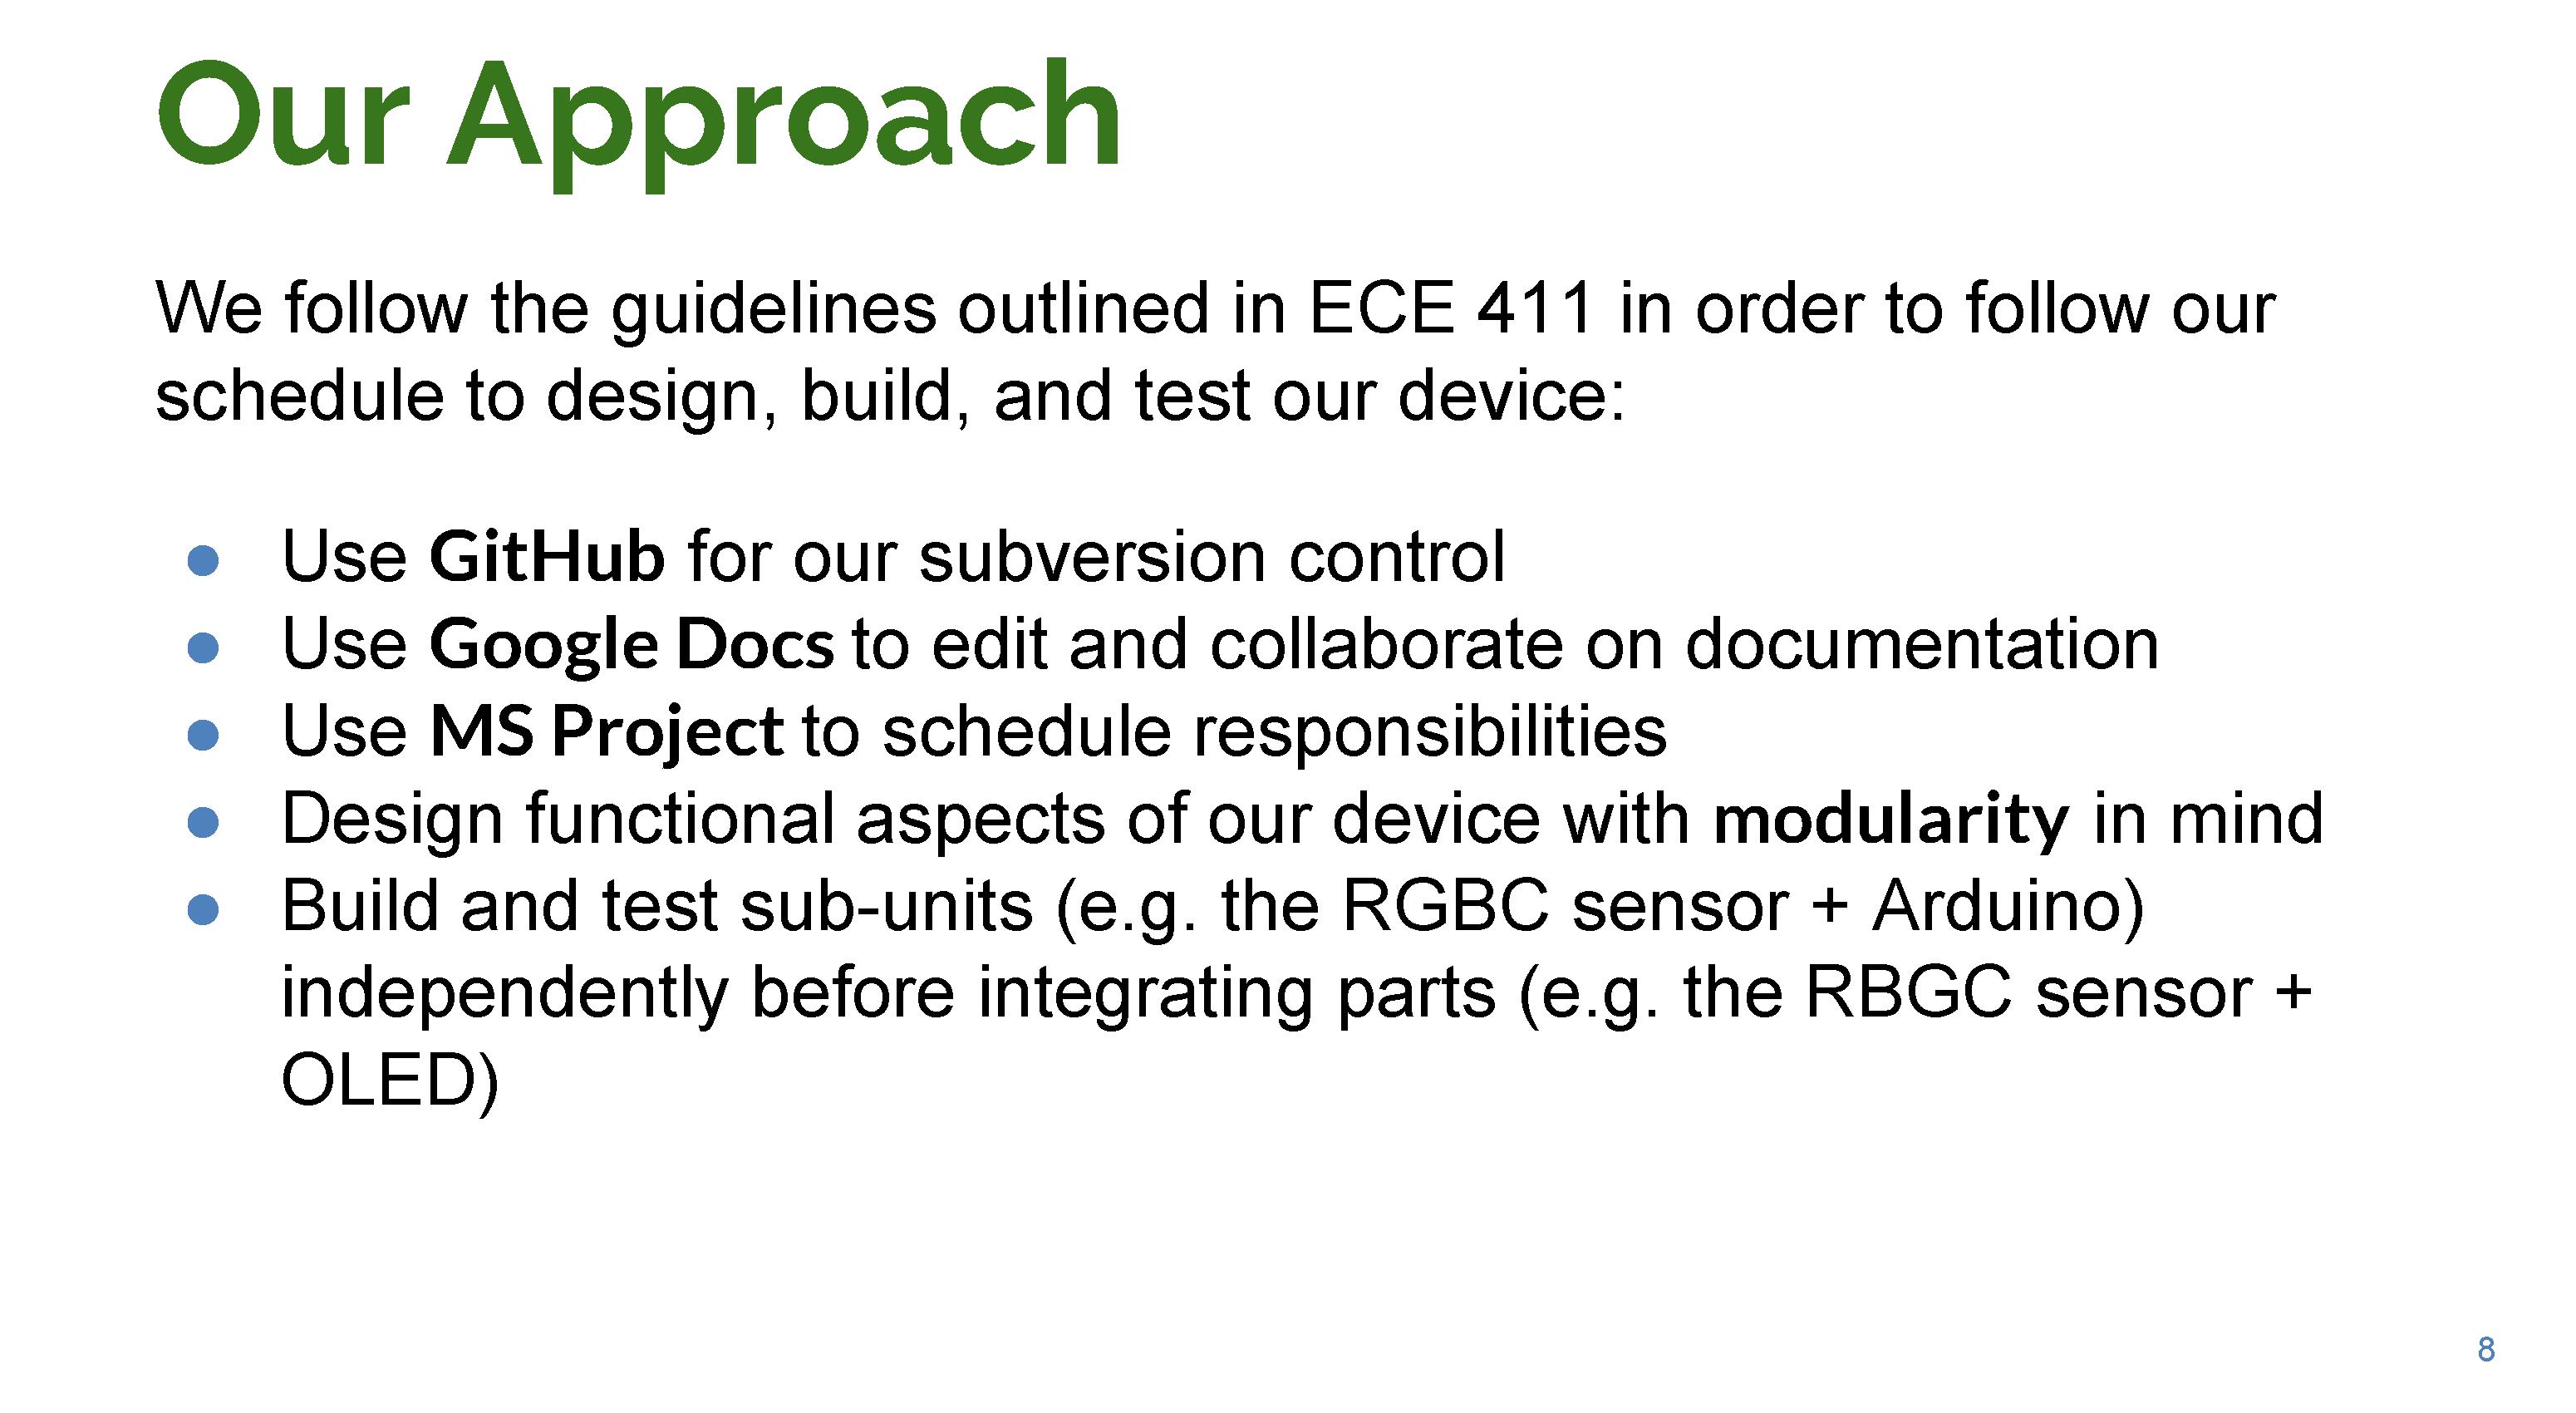 Our Approach
We follow the guidelines outlined in ECE 411 in order to follow our
schedule to design, build, and test our device:
● Use GitHub for our subversion control
● Use Google Docs to edit and collaborate on documentation
● Use MS Project to schedule responsibilities
● Design functional aspects of our device with modularity in mind
● Build and test sub-units (e.g. the RGBC sensor + Arduino)
independently before integrating parts (e.g. the RBGC sensor +
OLED)
8